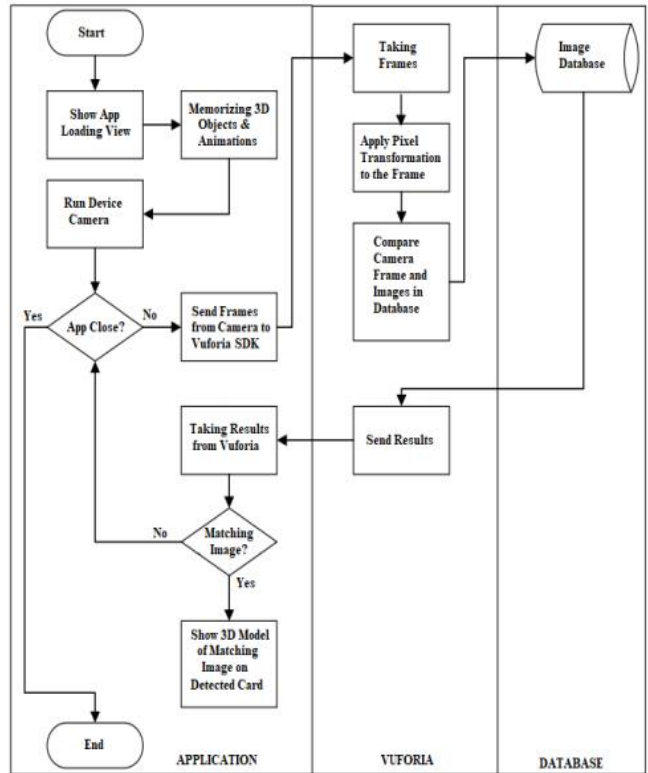 Start
Show App
Loading View
Memorizing 3D
Objects &
Animations
Run Device
Camera
Yes
App Close?
No
Send Frames
from Camera to
Vuforia SDK
Taking
Frames
Apply Pixel
Transformation
to the Frame
Compare
Camera
Frame and
Images in
Database
Image
Database
Send Results
Taking Results
from Vuforia
Matching
Image?
No
Yes
Show 3D Model
of Matching
Image on
Detected Card
End
APPLICATION
VUFORIA
DATABASE